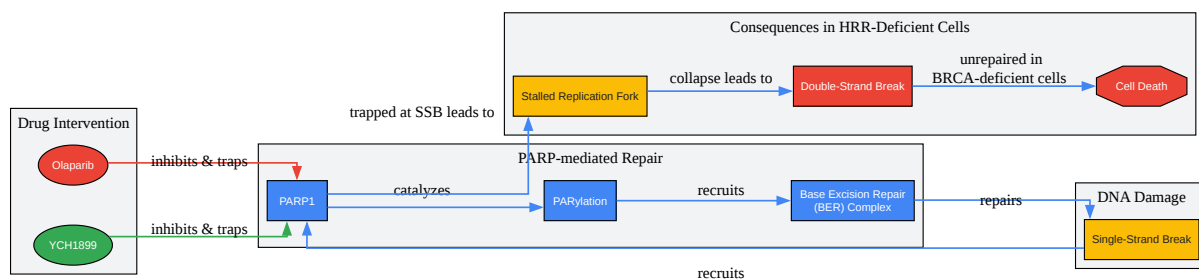 Consequences in HRR-Deficient Cells
unrepaired in
BRCA-deficient cells
collapse leads to
Stalled Replication Fork
Double-Strand Break
Cell Death
trapped at SSB leads to
Drug Intervention
Olaparib
inhibits & traps
YCH1899
inhibits & traps
PARP-mediated Repair
PARP1
catalyzes
PARylation
recruits
Base Excision Repair
(BER) Complex
repairs
DNA Damage
Single-Strand Break
recruits